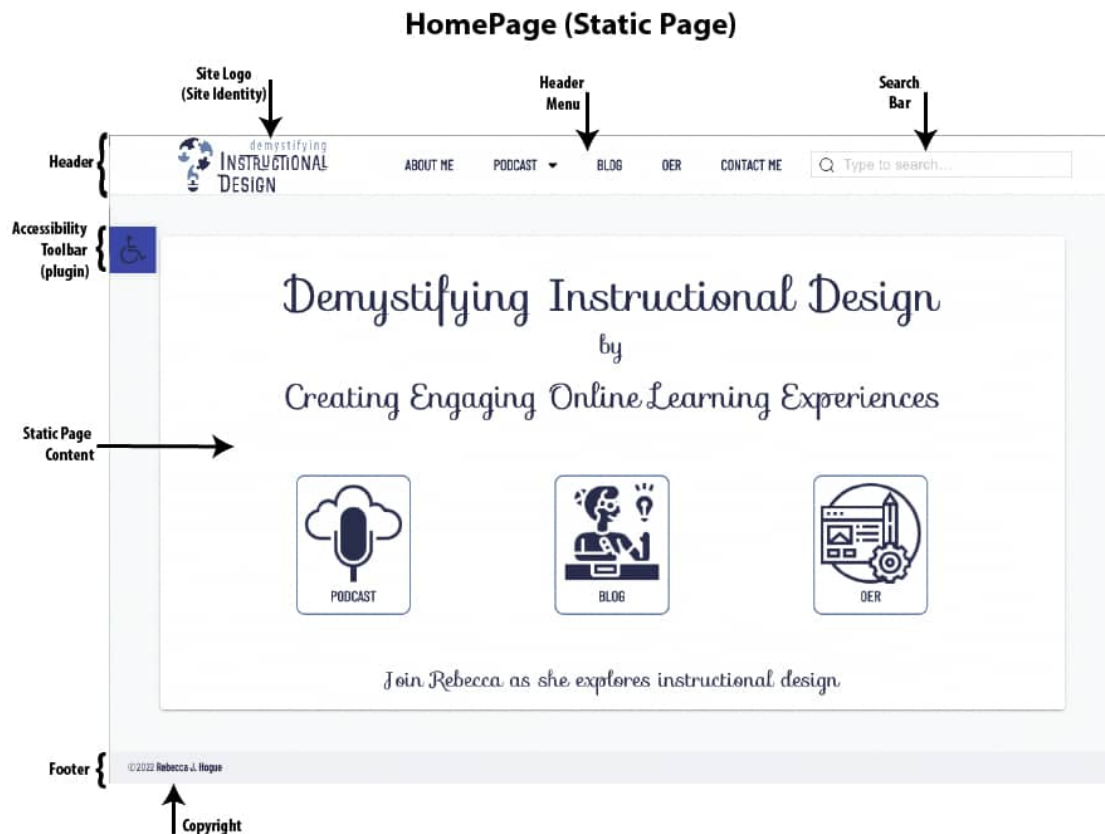 HomePage (Static Page)
Site Logo
(Site Identity)
Header
Menu
Search
Bar
Header
demystifying
INSTRUCTIONAL
DESIGN
ABOUT ME PODCAST BLOG OER CONTACT ME Type to search...
Accessibility
Toolbar
(plugin)
Demystifying Instructional Design
by
Creating Engaging Online Learning Experiences
Static Page
Content
PODCAST BLOG OER
Join Rebecca as she explores instructional design
Footer
©2022 Rebecca J. Hogue
Copyright